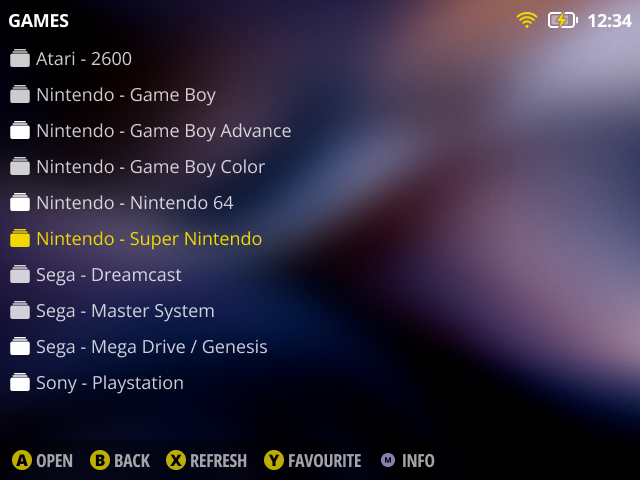 GAMES 12:34
Atari - 2600
Nintendo - Game Boy
Nintendo - Game Boy Advance
Nintendo - Game Boy Color
Nintendo - Nintendo 64
Nintendo - Super Nintendo
Sega - Dreamcast
Sega - Master System
Sega - Mega Drive / Genesis
Sony - Playstation
A OPEN B BACK X REFRESH Y FAVOURITE M INFO